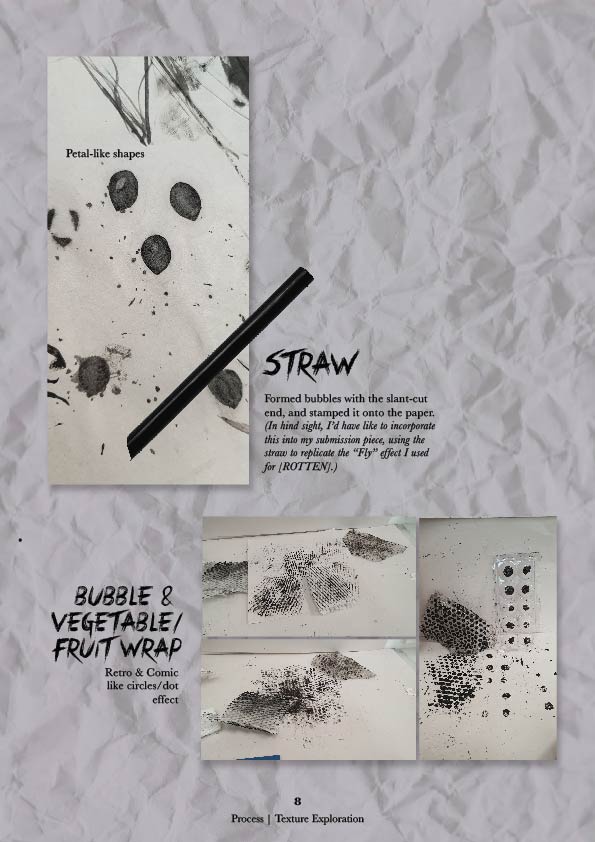 Petal-like shapes
STRAW
Formed bubbles with the slant-cut
end, and stamped it onto the paper.
(In hind sight, I'd have like to incorporate
this into my submission piece, using the
straw to replicate the “Fly” effect I used
for [ROTTEN].)
BUBBLE &
VEGETABLE/
FRUIT WRAP
Retro & Comic
like circles/dot
effect
8
Process | Texture Exploration